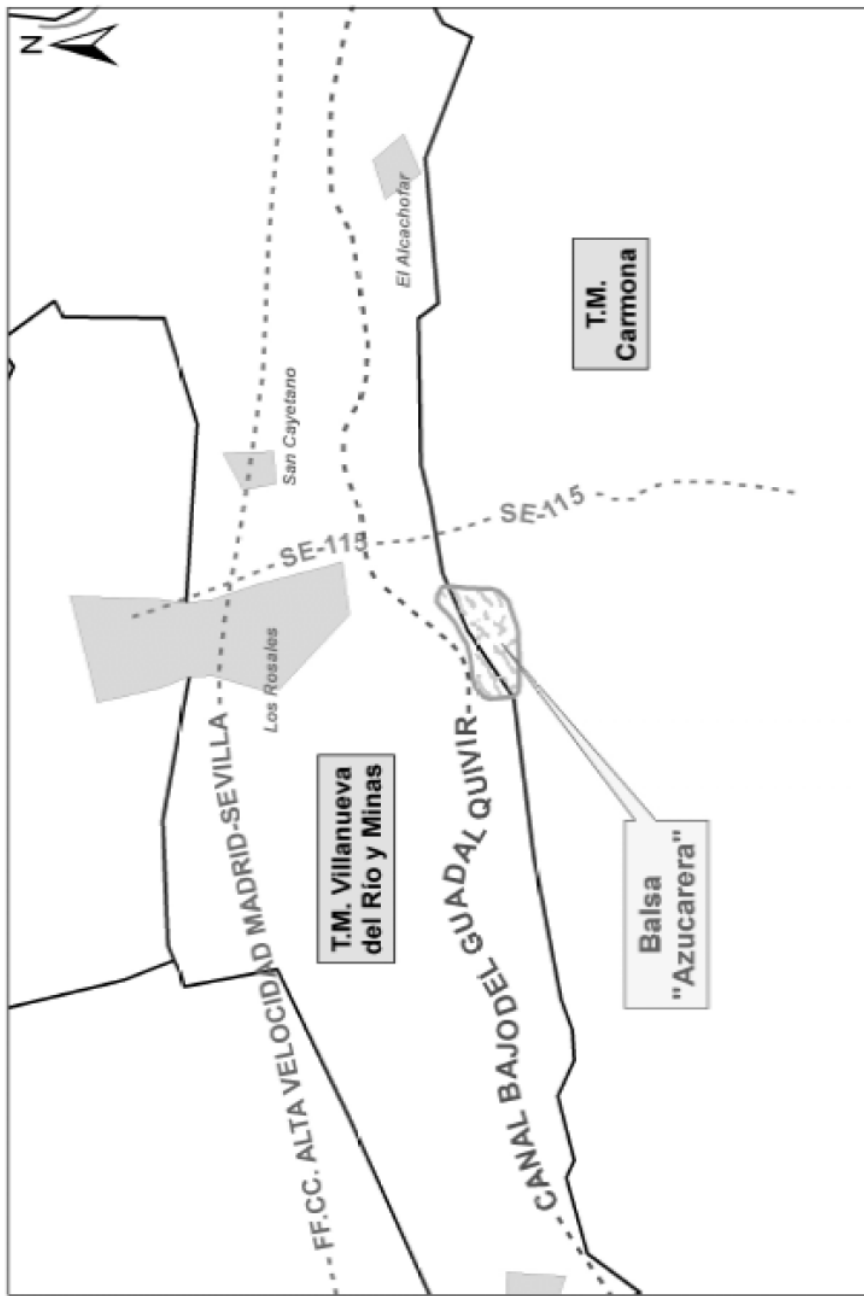 N
El Alcachofar
T.M.
Carmona
San Cayetano
SE-115
SE-115
Los Rosales
FF.CC. ALTA VELOCIDAD MADRID-SEVILLA
T.M. Villanueva
del Río y Minas
CANAL BAJO DEL GUADALQUIVIR
Balsa
"Azucarera"